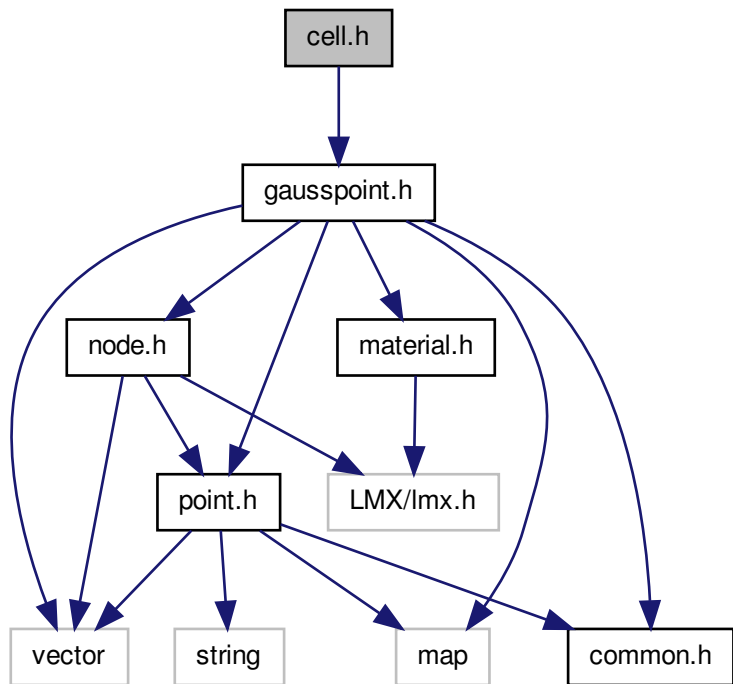 cell.h
gausspoint.h
node.h
material.h
point.h
LMX/lmx.h
vector
string
map
common.h